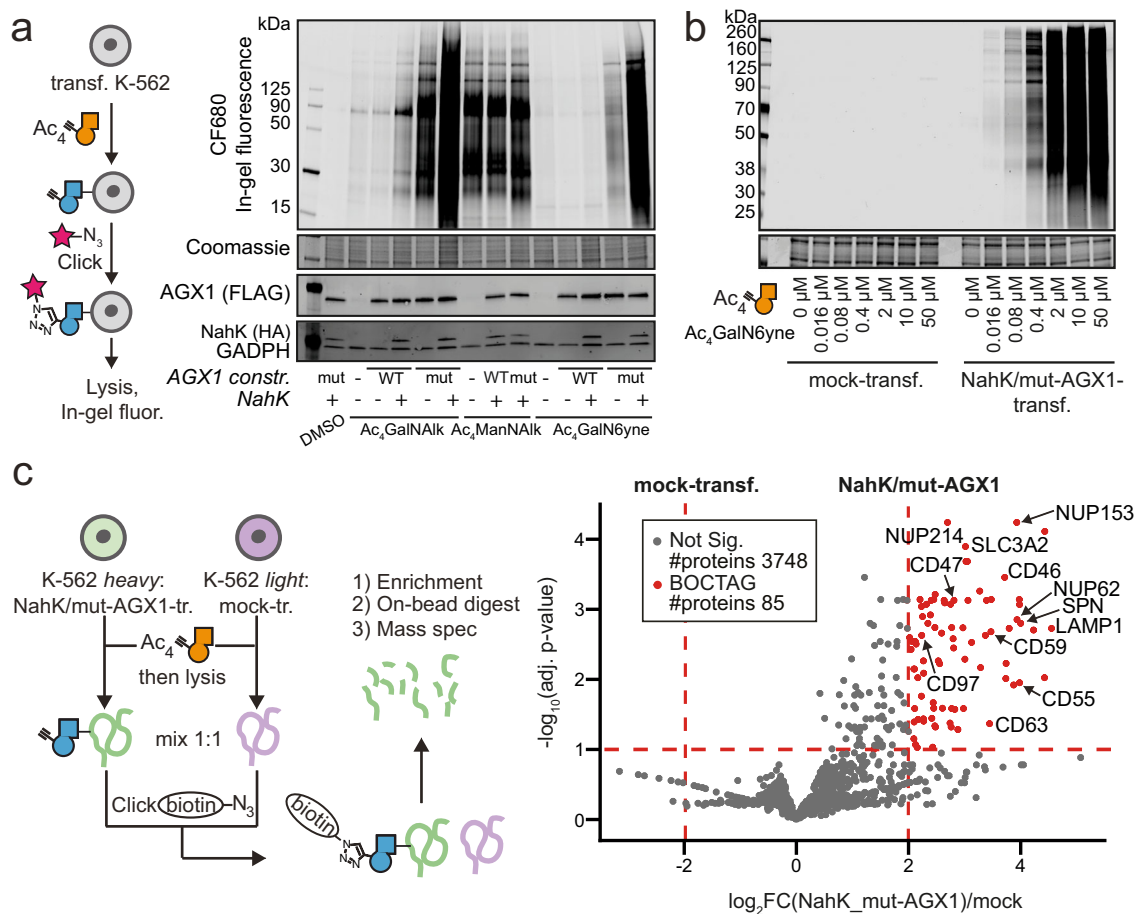 a
transf. K-562
Ac4
N3
Click
N
N
N
Lysis,
In-gel fluor.
kDa
125
90
50
30
15
CF680
In-gel fluorescence
Coomassie
AGX1 (FLAG)
NahK (HA)
GADPH
AGX1 constr. mut - WT mut - WT mut - WT mut
NahK + - - + - + - + + - - + - +
DMSO Ac4GalNAlk Ac4ManNAlk Ac4GalN6yne
b
kDa
260
160
125
90
70
50
38
30
25
Ac4
Ac4GalN6yne
0 µM 0.016 µM 0.08 µM 0.4 µM 2 µM 10 µM 50 µM 0 µM 0.016 µM 0.08 µM 0.4 µM 2 µM 10 µM 50 µM
mock-transf. NahK/mut-AGX1-
transf.
c
K-562 heavy: K-562 light:
NahK/mut-AGX1-tr. mock-tr.
Ac4
then lysis
mix 1:1
Click biotin N3
1) Enrichment
2) On-bead digest
3) Mass spec
biotin
N
N
N
mock-transf. NahK/mut-AGX1
Not Sig.
#proteins 3748
BOCTAG
#proteins 85
NUP153
NUP214
SLC3A2
CD47
CD46
NUP62
SPN
LAMP1
CD59
CD97
CD55
CD63
-log10(adj. p-value)
4
3
2
1
0
-2 0 2 4
log2FC(NahK_mut-AGX1)/mock